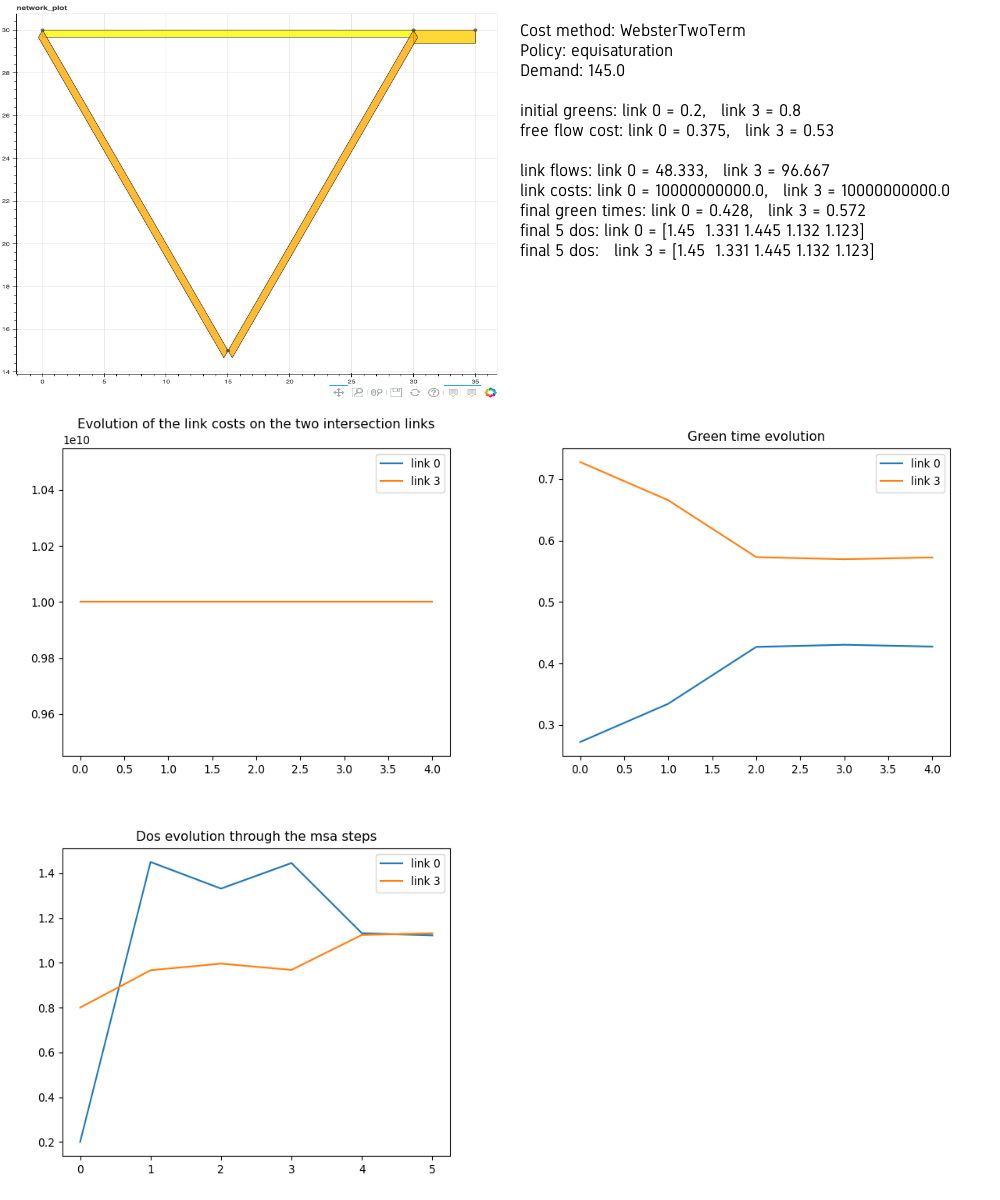 network_plot
30
28
26
24
22
20
18
16
14
0 5 10 15 20 25 30 35
Cost method: WebsterTwoTerm
Policy: equisaturation
Demand: 145.0
initial greens: link 0 = 0.2, link 3 = 0.8
free flow cost: link 0 = 0.375, link 3 = 0.53
link flows: link 0 = 48.333, link 3 = 96.667
link costs: link 0 = 10000000000.0, link 3 = 10000000000.0
final green times: link 0 = 0.428, link 3 = 0.572
final 5 dos: link 0 = [1.45 1.331 1.445 1.132 1.123]
final 5 dos: link 3 = [1.45 1.331 1.445 1.132 1.123]
Evolution of the link costs on the two intersection links
1e10
link 0
link 3
1.04
1.02
1.00
0.98
0.96
0.0 0.5 1.0 1.5 2.0 2.5 3.0 3.5 4.0
Green time evolution
link 0
link 3
0.7
0.6
0.5
0.4
0.3
0.0 0.5 1.0 1.5 2.0 2.5 3.0 3.5 4.0
Dos evolution through the msa steps
link 0
link 3
1.4
1.2
1.0
0.8
0.6
0.4
0.2
0 1 2 3 4 5